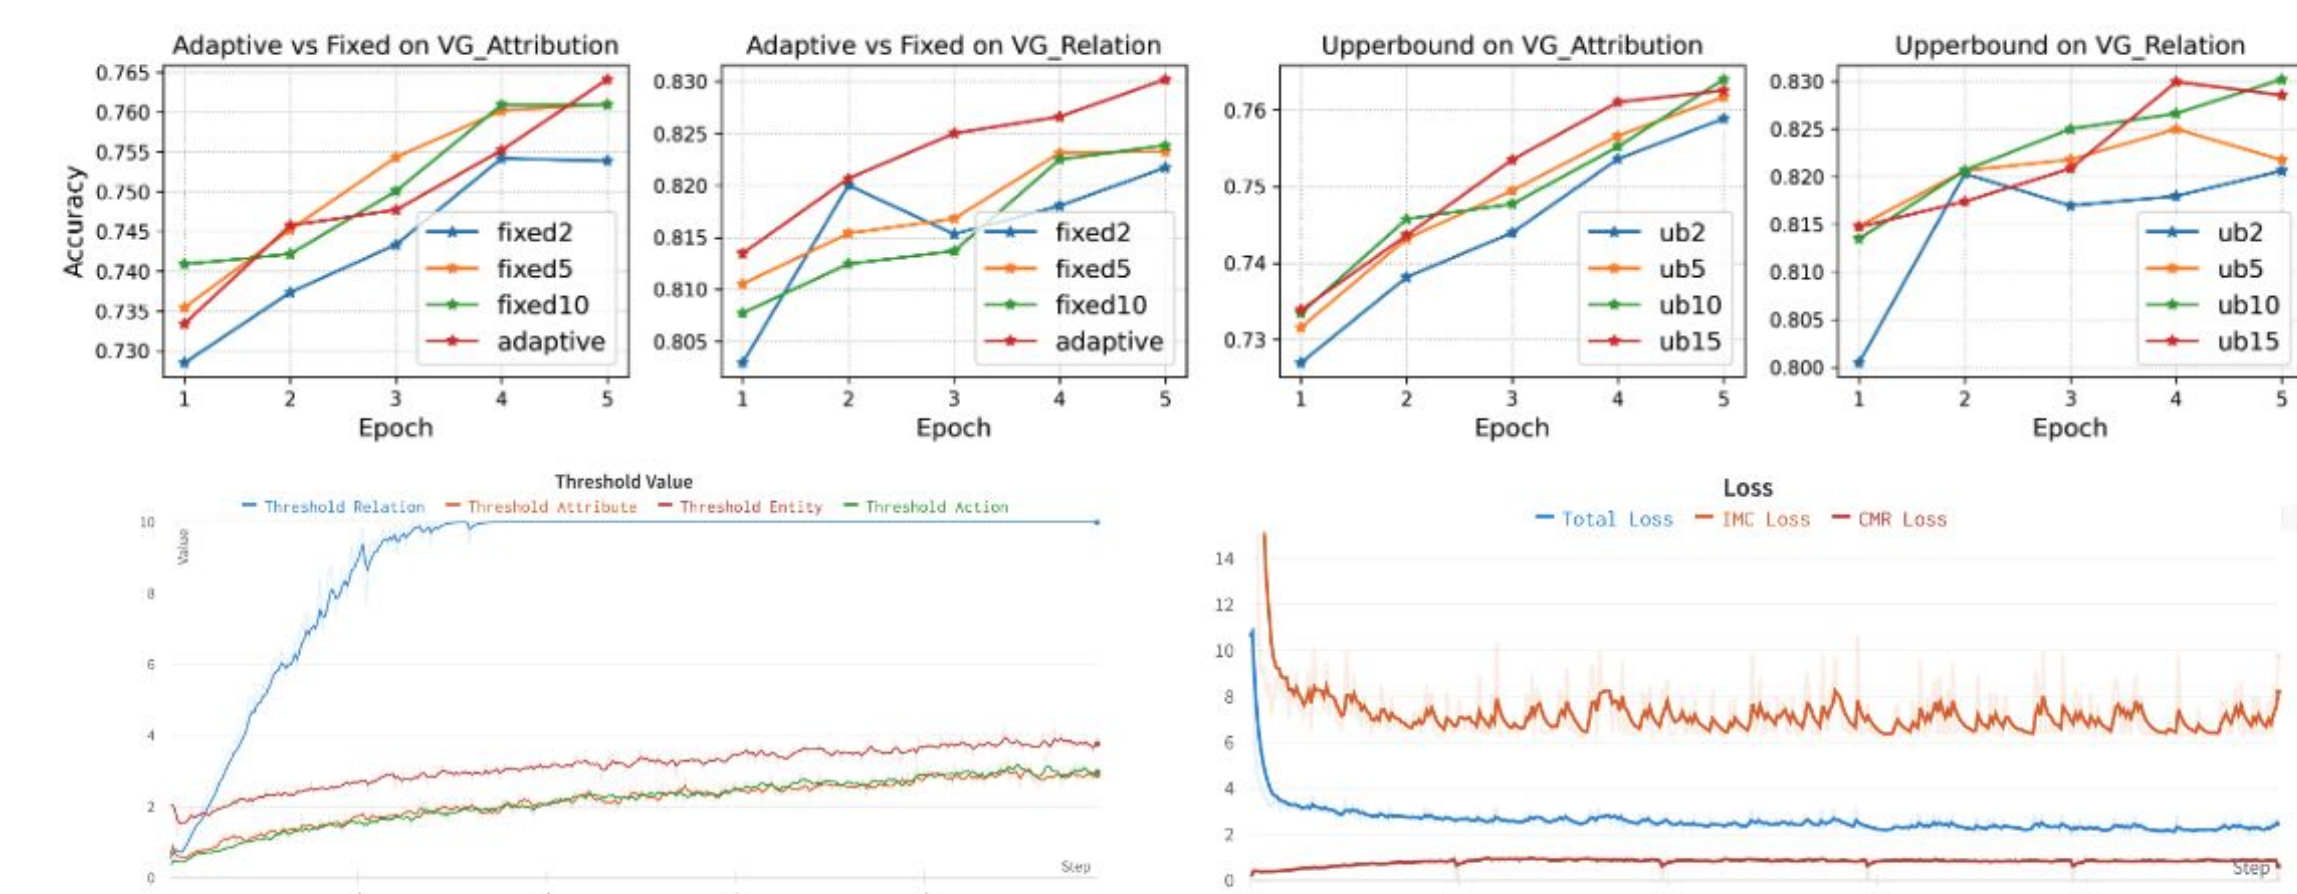 Adaptive vs Fixed on VG_Attribution
Accuracy
0.765
0.760
0.755
0.750
0.745
0.740
0.735
0.730
fixed2
fixed5
fixed10
adaptive
1 2 3 4 5
Epoch
Adaptive vs Fixed on VG_Relation
0.830
0.825
0.820
0.815
0.810
0.805
fixed2
fixed5
fixed10
adaptive
1 2 3 4 5
Epoch
Upperbound on VG_Attribution
0.76
0.75
0.74
0.73
ub2
ub5
ub10
ub15
1 2 3 4 5
Epoch
Upperbound on VG_Relation
0.830
0.825
0.820
0.815
0.810
0.805
0.800
ub2
ub5
ub10
ub15
1 2 3 4 5
Epoch
Threshold Value
Threshold Relation Threshold Attribute Threshold Entity Threshold Action
Value
10
8
6
4
2
0
Step
Loss
Total Loss IMC Loss CMR Loss
14
12
10
8
6
4
2
0
Step